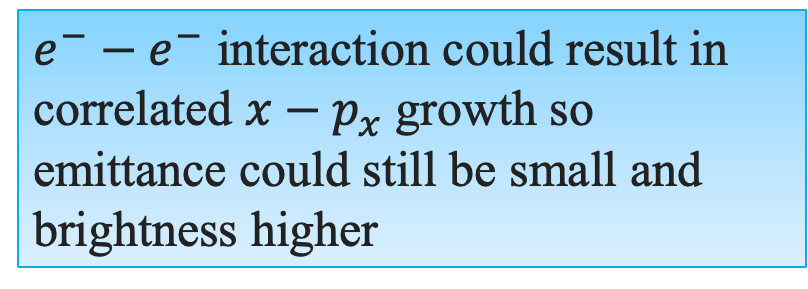 e⁻ – e⁻ interaction could result in
correlated x – pₓ growth so
emittance could still be small and
brightness higher